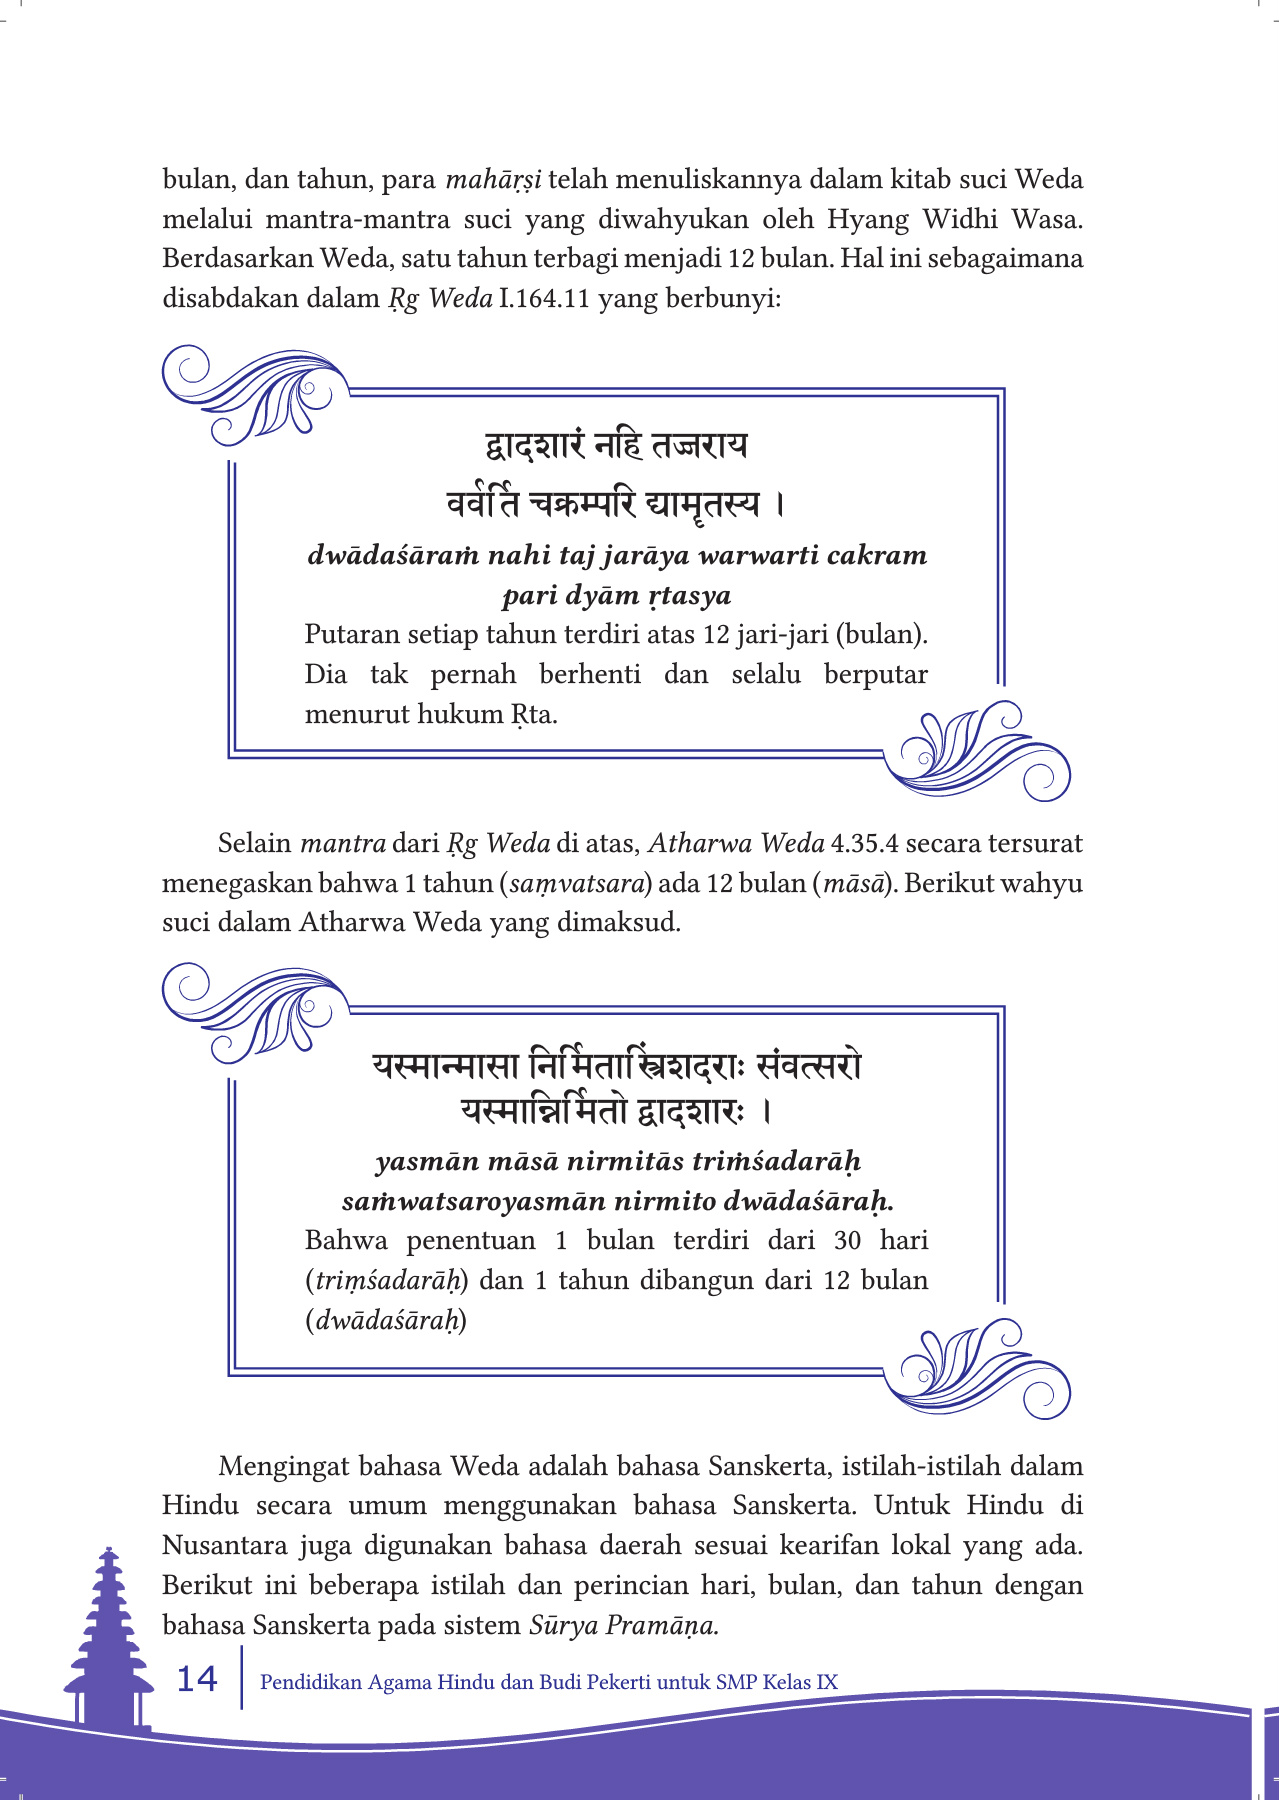 bulan, dan tahun, para mahāṛṣi telah menuliskannya dalam kitab suci Weda
melalui mantra-mantra suci yang diwahyukan oleh Hyang Widhi Wasa.
Berdasarkan Weda, satu tahun terbagi menjadi 12 bulan. Hal ini sebagaimana
disabdakan dalam Ṛg Weda I.164.11 yang berbunyi:
द्वादशारं नहि तज्जराय
वर्वर्ति चक्रम्परि द्यामृतस्य ।
dwādaśāraṁ nahi taj jarāya warwarti cakram
pari dyām ṛtasya
Putaran setiap tahun terdiri atas 12 jari-jari (bulan).
Dia tak pernah berhenti dan selalu berputar
menurut hukum Ṛta.
Selain mantra dari Ṛg Weda di atas, Atharwa Weda 4.35.4 secara tersurat
menegaskan bahwa 1 tahun (saṃvatsara) ada 12 bulan (māsā). Berikut wahyu
suci dalam Atharwa Weda yang dimaksud.
यस्मान्मासा निर्मितास्त्रिंशदराः संवत्सरो
यस्मान्निर्मितो द्वादशारः ।
yasmān māsā nirmitās triṁśadarāḥ
saṁwatsaroyasmān nirmito dwādaśāraḥ.
Bahwa penentuan 1 bulan terdiri dari 30 hari
(triṃśadarāḥ) dan 1 tahun dibangun dari 12 bulan
(dwādaśāraḥ)
Mengingat bahasa Weda adalah bahasa Sanskerta, istilah-istilah dalam
Hindu secara umum menggunakan bahasa Sanskerta. Untuk Hindu di
Nusantara juga digunakan bahasa daerah sesuai kearifan lokal yang ada.
Berikut ini beberapa istilah dan perincian hari, bulan, dan tahun dengan
bahasa Sanskerta pada sistem Sūrya Pramāṇa.
14 Pendidikan Agama Hindu dan Budi Pekerti untuk SMP Kelas IX